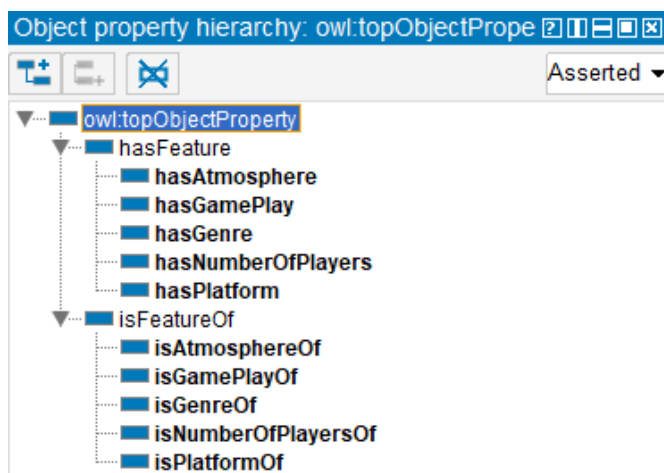 Object property hierarchy: owl:topObjectPrope
Asserted
owl:topObjectProperty
hasFeature
hasAtmosphere
hasGamePlay
hasGenre
hasNumberOfPlayers
hasPlatform
isFeatureOf
isAtmosphereOf
isGamePlayOf
isGenreOf
isNumberOfPlayersOf
isPlatformOf